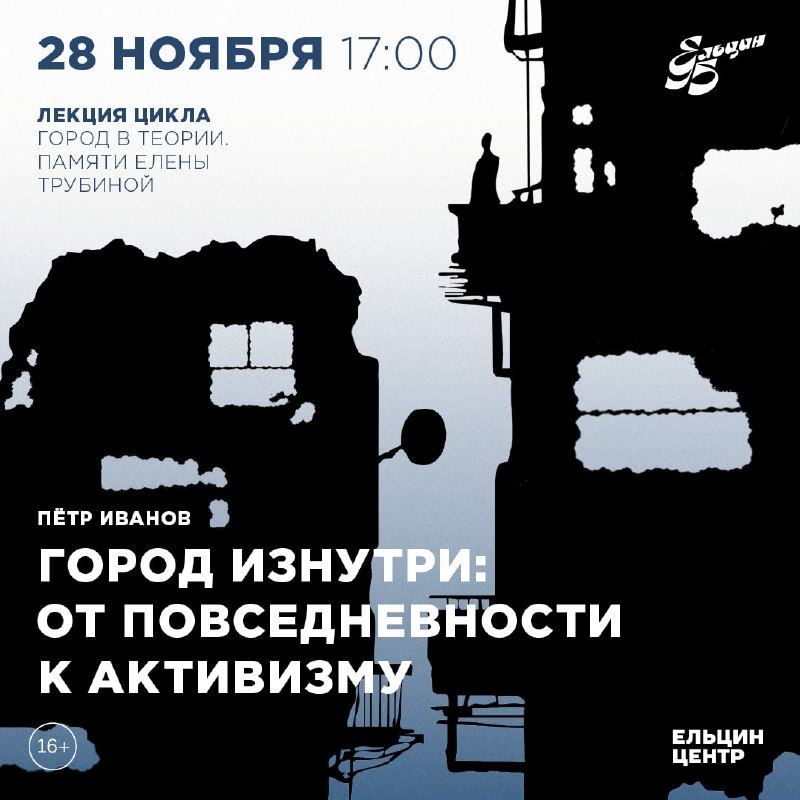 28 НОЯБРЯ 17:00
Ельцин
Б
ЛЕКЦИЯ ЦИКЛА
ГОРОД В ТЕОРИИ.
ПАМЯТИ ЕЛЕНЫ
ТРУБИНОЙ
ПЁТР ИВАНОВ
ГОРОД ИЗНУТРИ:
ОТ ПОВСЕДНЕВНОСТИ
К АКТИВИЗМУ
16+
ЕЛЬЦИН
ЦЕНТР